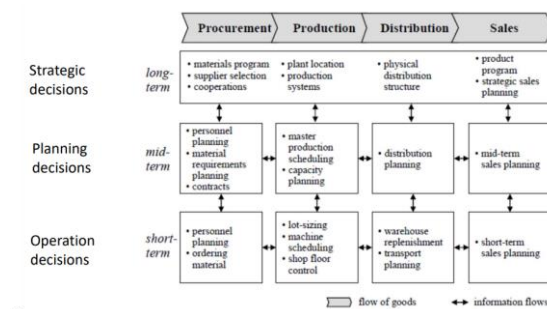 Procurement Production Distribution Sales
Strategic decisions
long-term
• materials program
• supplier selection
• cooperations
• plant location
• production systems
• physical distribution structure
• product program
• strategic sales planning
Planning decisions
mid-term
• personnel planning
• material requirements planning
• contracts
• master production scheduling
• capacity planning
• distribution planning
• mid-term sales planning
Operation decisions
short-term
• personnel planning
• ordering material
• lot-sizing
• machine scheduling
• shop floor control
• warehouse replenishment
• transport planning
• short-term sales planning
flow of goods information flows